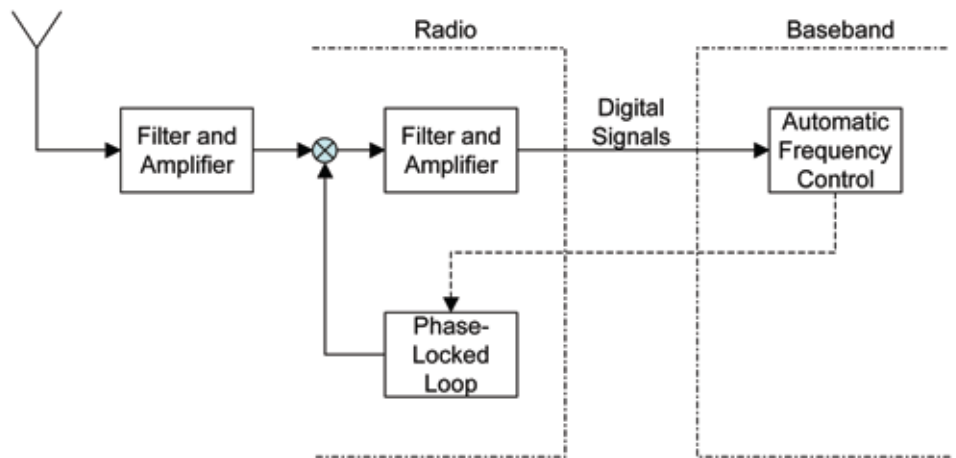 Radio
Baseband
Filter and
Amplifier
Filter and
Amplifier
Digital
Signals
Automatic
Frequency
Control
Phase-
Locked
Loop